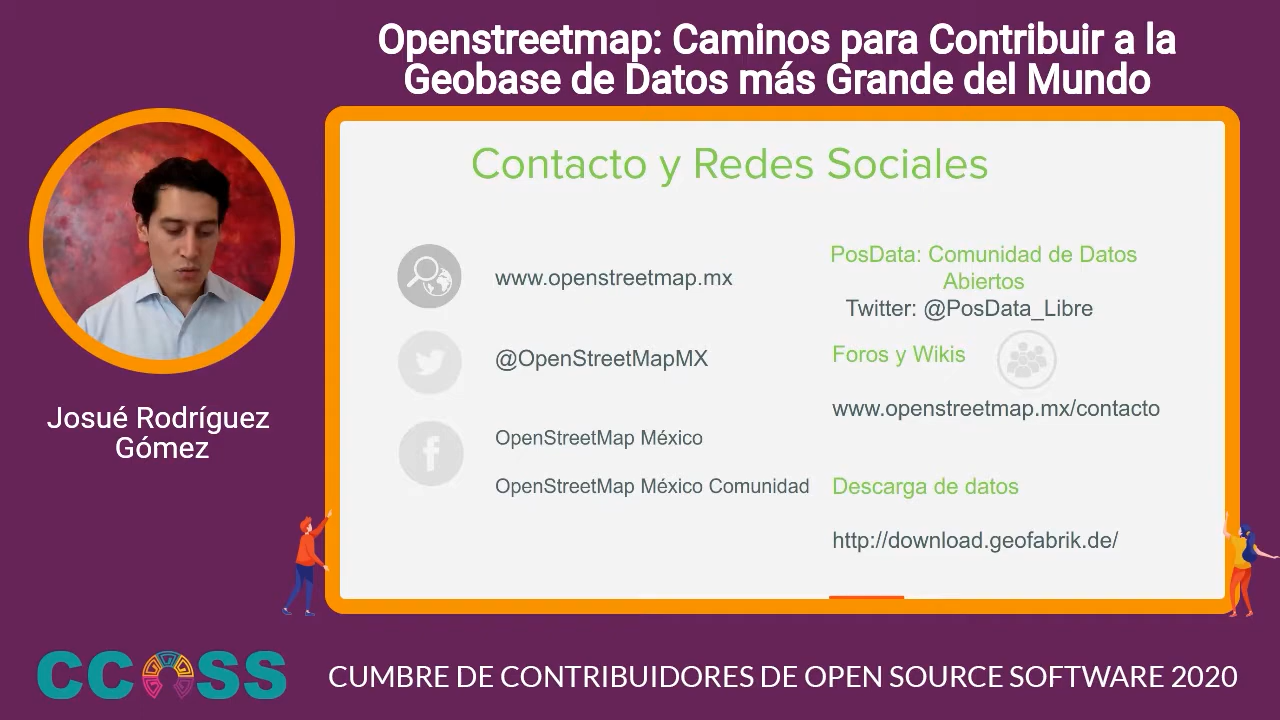 Openstreetmap: Caminos para Contribuir a la
Geobase de Datos más Grande del Mundo
Josué Rodríguez
Gómez
Contacto y Redes Sociales
www.openstreetmap.mx
@OpenStreetMapMX
OpenStreetMap México
OpenStreetMap México Comunidad
PosData: Comunidad de Datos
Abiertos
Twitter: @PosData_Libre
Foros y Wikis
www.openstreetmap.mx/contacto
Descarga de datos
http://download.geofabrik.de/
CCOSS
CUMBRE DE CONTRIBUIDORES DE OPEN SOURCE SOFTWARE 2020